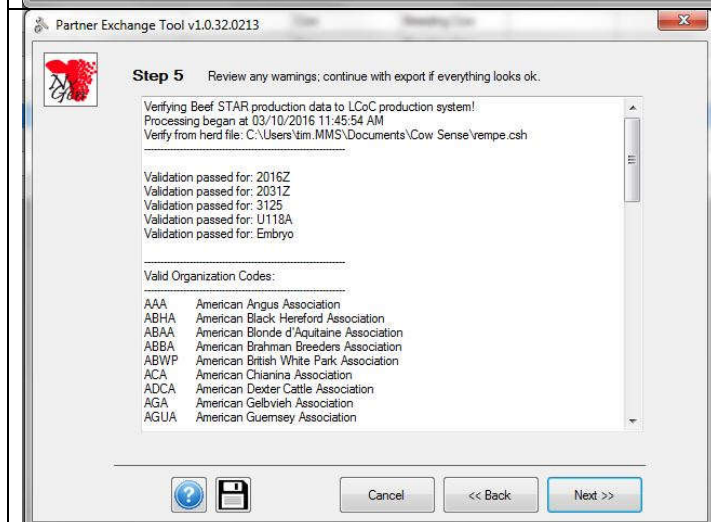 Partner Exchange Tool v1.0.32.0213
Step 5 Review any warnings; continue with export if everything looks ok.
Verifying Beef STAR production data to LCoC production system!
Processing began at 03/10/2016 11:45:54 AM
Verify from herd file: C:\Users\tim.MMS\Documents\Cow Sense\rempe.csh
------------------------------------------------------------
Validation passed for: 2016Z
Validation passed for: 2031Z
Validation passed for: 3125
Validation passed for: U118A
Validation passed for: Embryo
------------------------------------------------------------
Valid Organization Codes:
------------------------------------------------------------
AAA American Angus Association
ABHA American Black Hereford Association
ABAA American Blonde d'Aquitaine Association
ABBA American Brahman Breeders Association
ABWP American British White Park Association
ACA American Chianina Association
ADCA American Dexter Cattle Association
AGA American Gelbvieh Association
AGUA American Guernsey Association
Cancel << Back Next >>